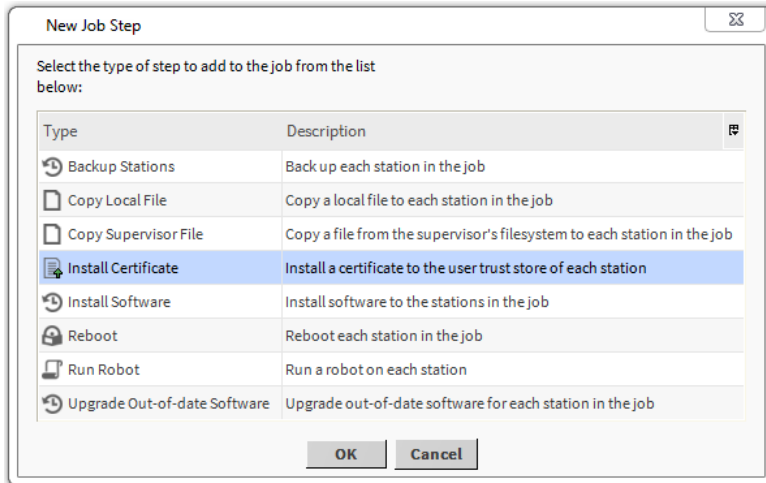 New Job Step
Select the type of step to add to the job from the list
below:
Type Description
Backup Stations Back up each station in the job
Copy Local File Copy a local file to each station in the job
Copy Supervisor File Copy a file from the supervisor's filesystem to each station in the job
Install Certificate Install a certificate to the user trust store of each station
Install Software Install software to the stations in the job
Reboot Reboot each station in the job
Run Robot Run a robot on each station
Upgrade Out-of-date Software Upgrade out-of-date software for each station in the job
OK Cancel